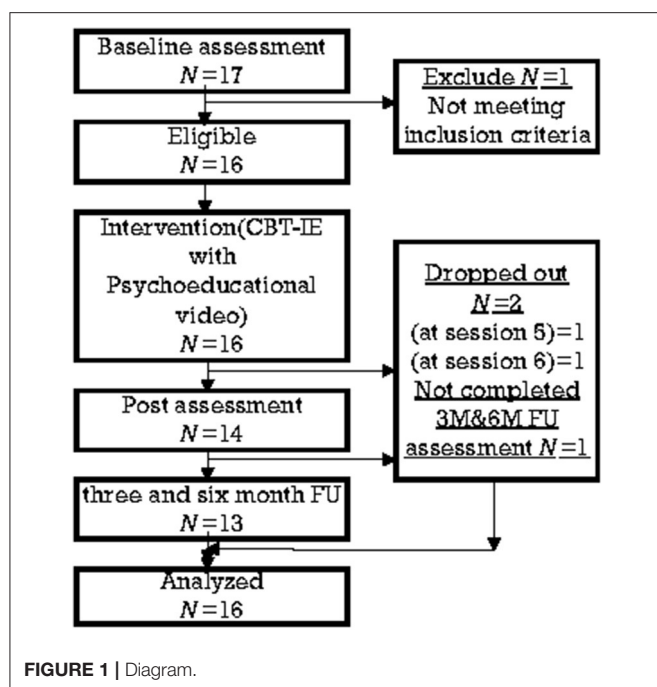 Baseline assessment
N=17
Exclude N=1
Not meeting
inclusion criteria
Eligible
N=16
Intervention(CBT-IE
with
Psychoeducational
video)
N=16
Dropped out
N=2
(at session 5)=1
(at session 6)=1
Not completed
3M&6M FU
assessment N=1
Post assessment
N=14
three and six month FU
N=13
Analyzed
N=16
FIGURE 1 | Diagram.